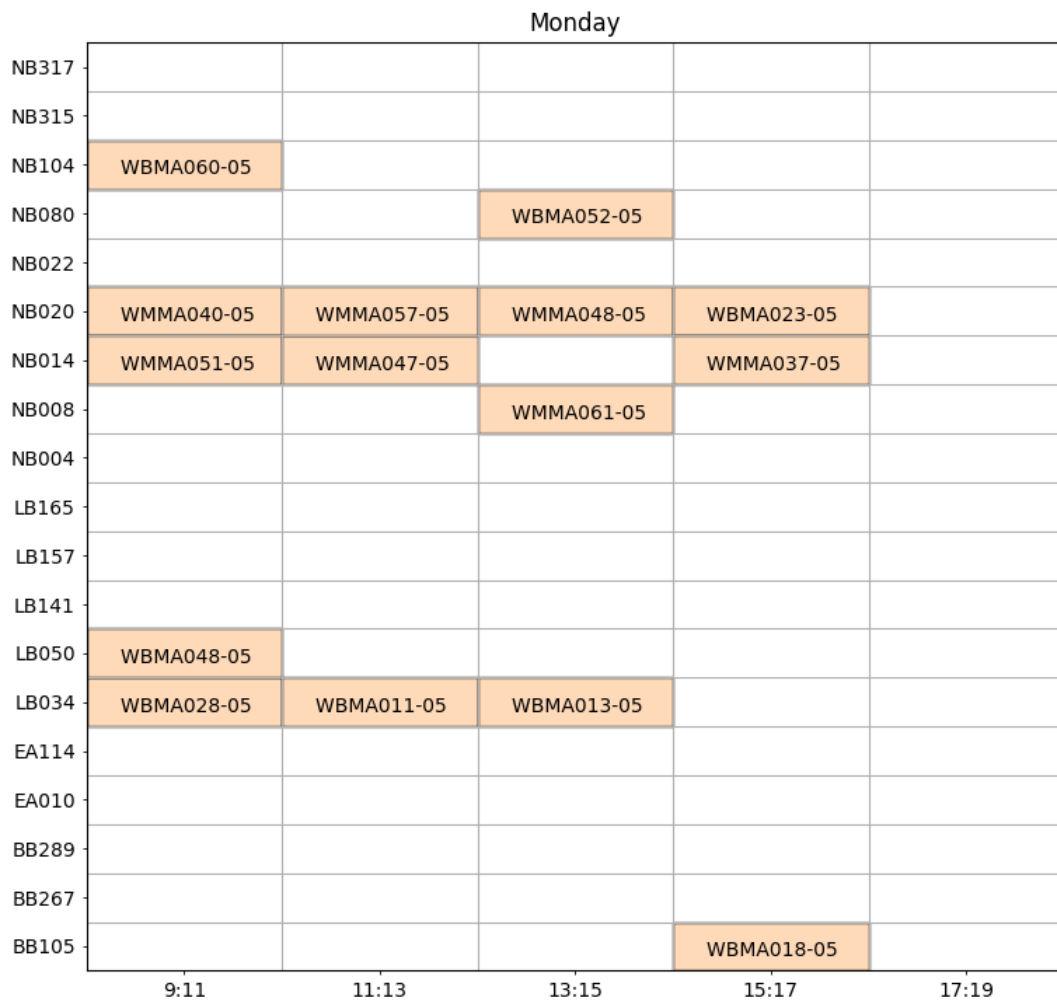 Monday
NB317
NB315
NB104 WBMA060-05
NB080 WBMA052-05
NB022
NB020 WMMA040-05 WMMA057-05 WMMA048-05 WBMA023-05
NB014 WMMA051-05 WMMA047-05 WMMA037-05
NB008 WMMA061-05
NB004
LB165
LB157
LB141
LB050 WBMA048-05
LB034 WBMA028-05 WBMA011-05 WBMA013-05
EA114
EA010
BB289
BB267
BB105 WBMA018-05
9:11 11:13 13:15 15:17 17:19